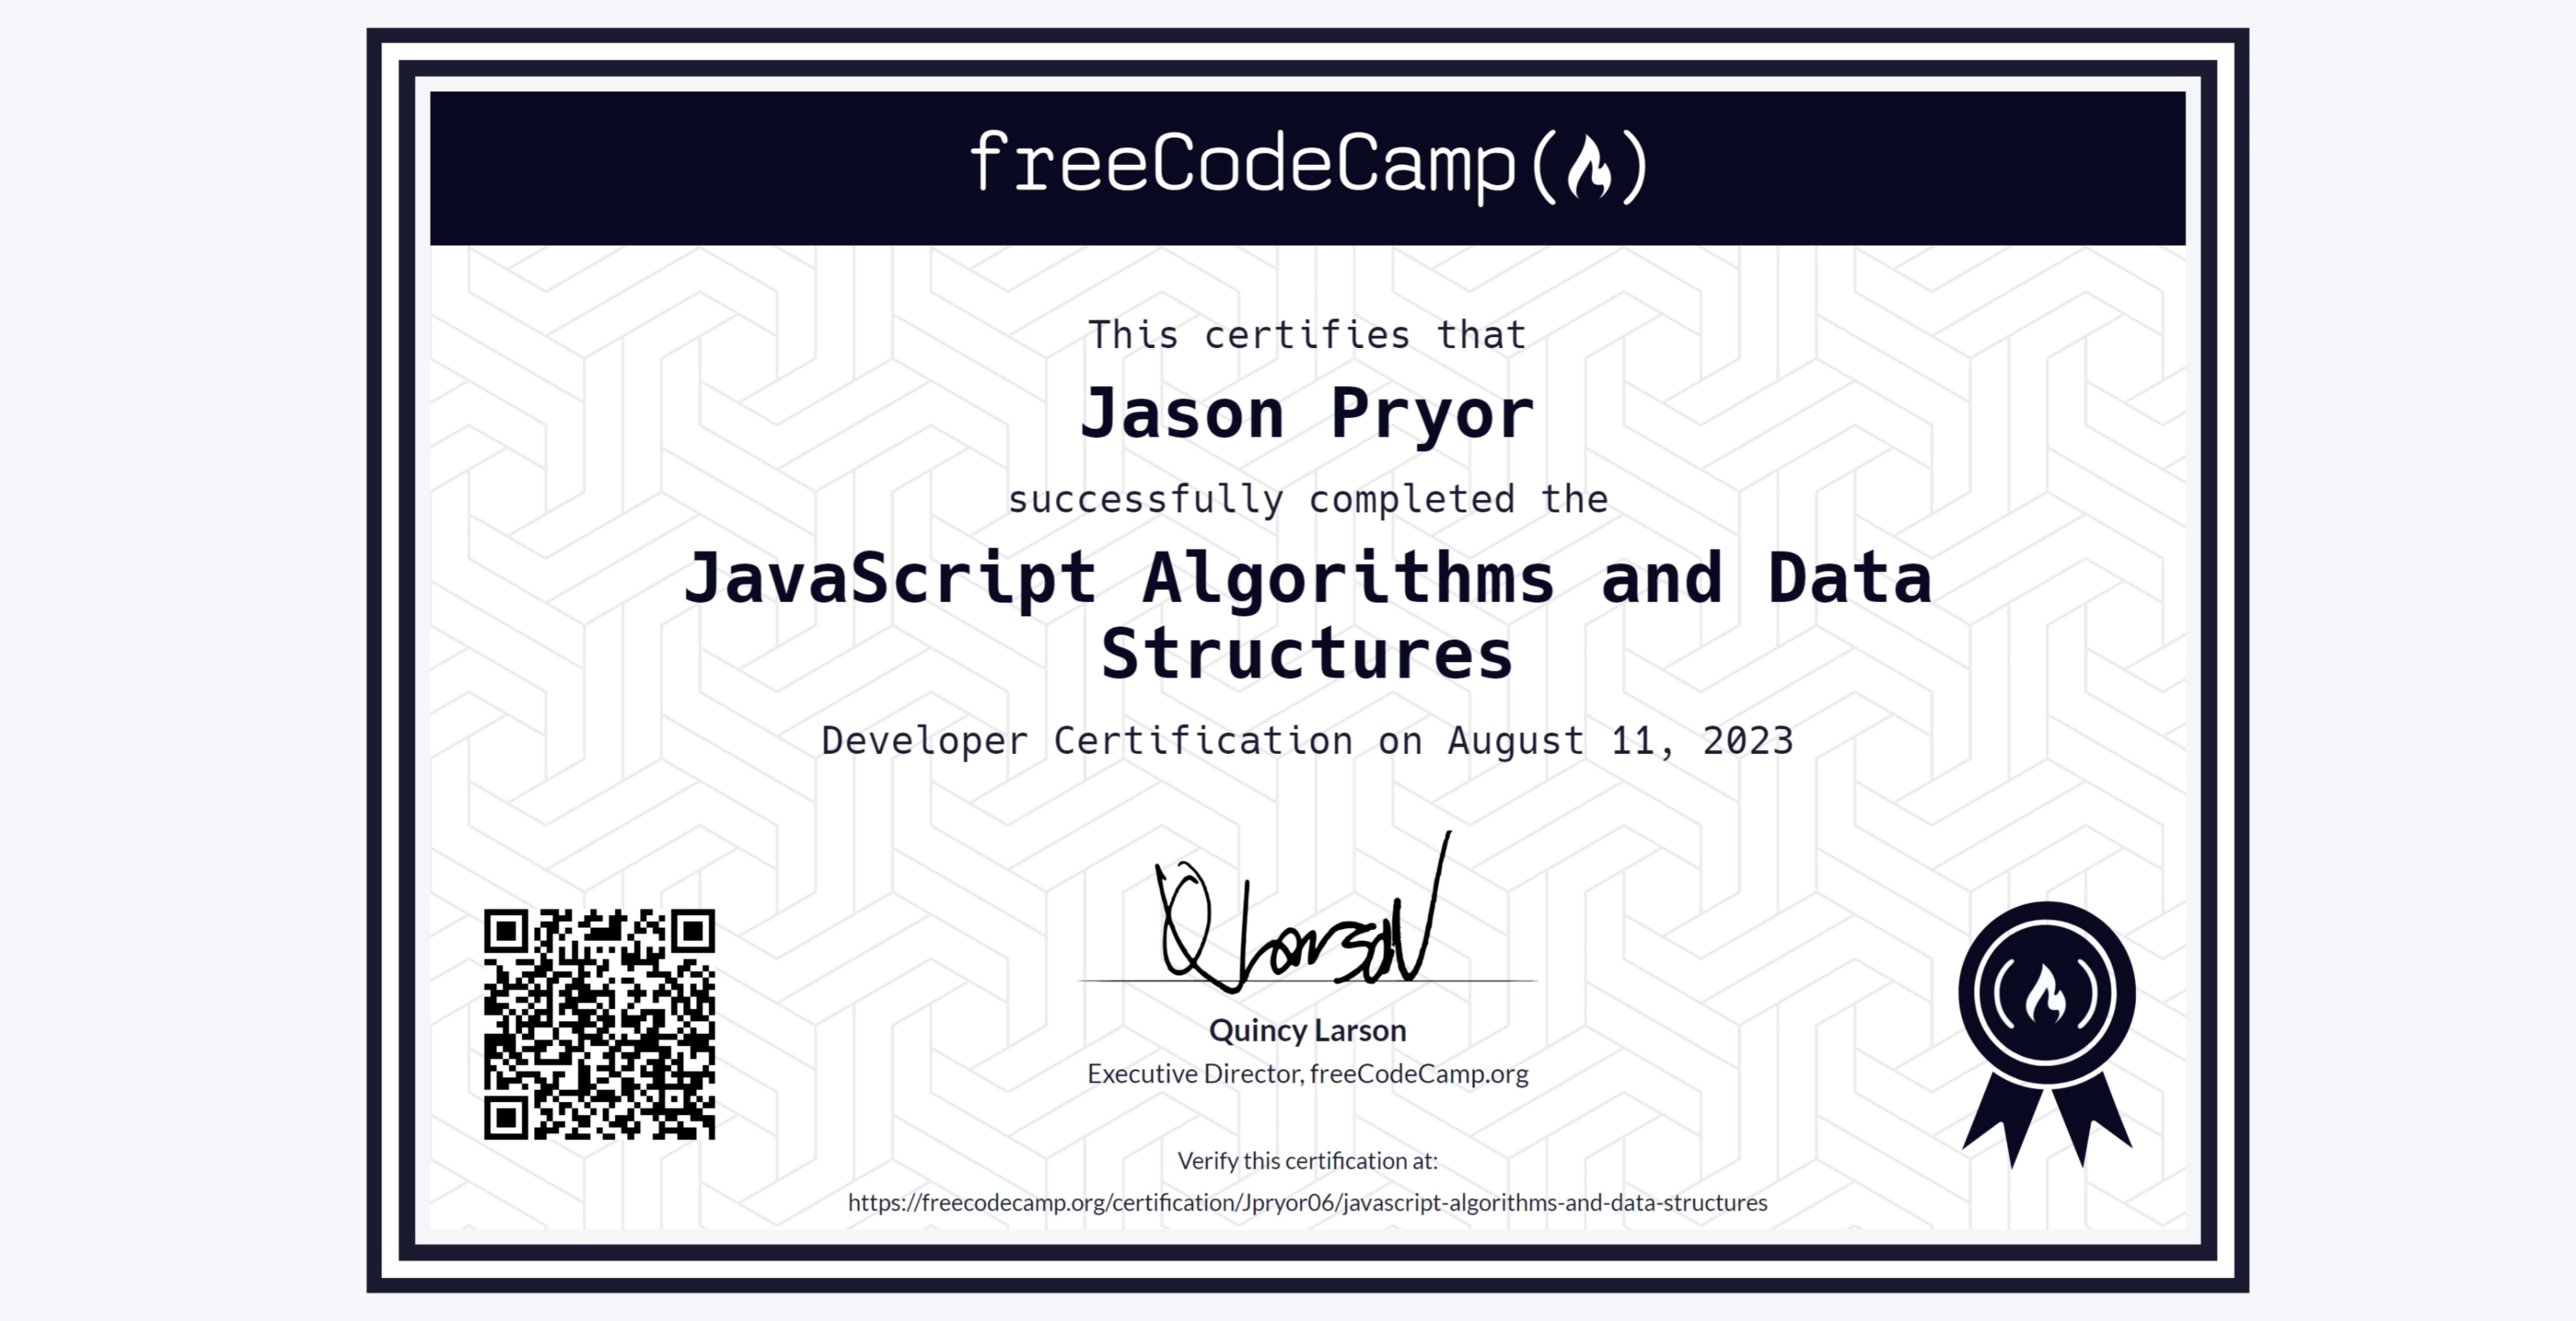 freeCodeCamp(🔥)
This certifies that
Jason Pryor
successfully completed the
JavaScript Algorithms and Data
Structures
Developer Certification on August 11, 2023
Q Larson
Quincy Larson
Executive Director, freeCodeCamp.org
Verify this certification at:
https://freecodecamp.org/certification/Jpryor06/javascript-algorithms-and-data-structures